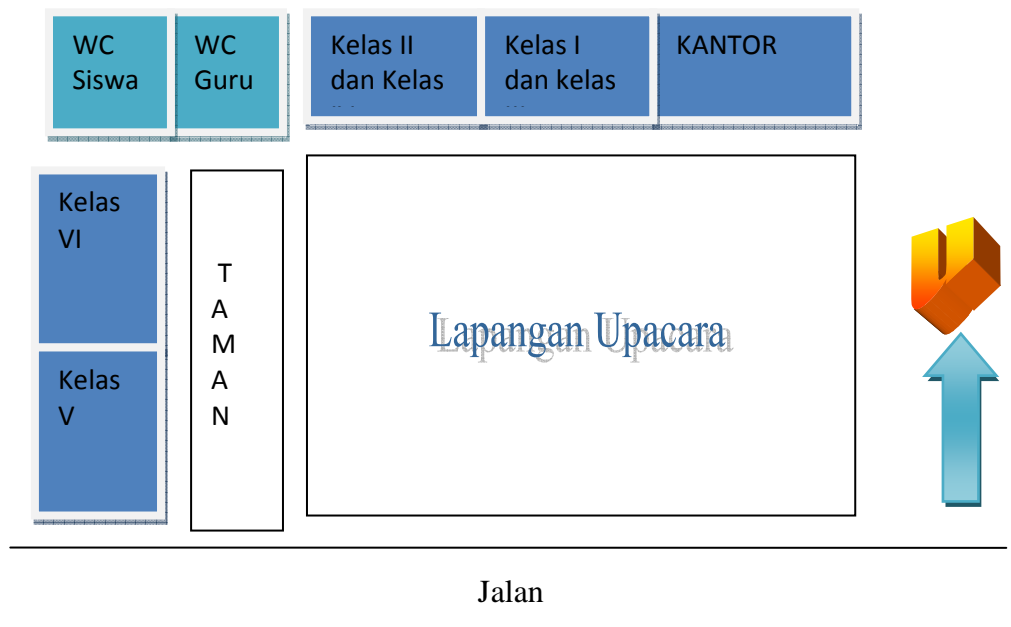 WC
Siswa
WC
Guru
Kelas II
dan Kelas
Kelas I
dan kelas
KANTOR
Kelas
VI
T
A
M
A
N
Lapangan Upacara
U
Kelas
V
Jalan